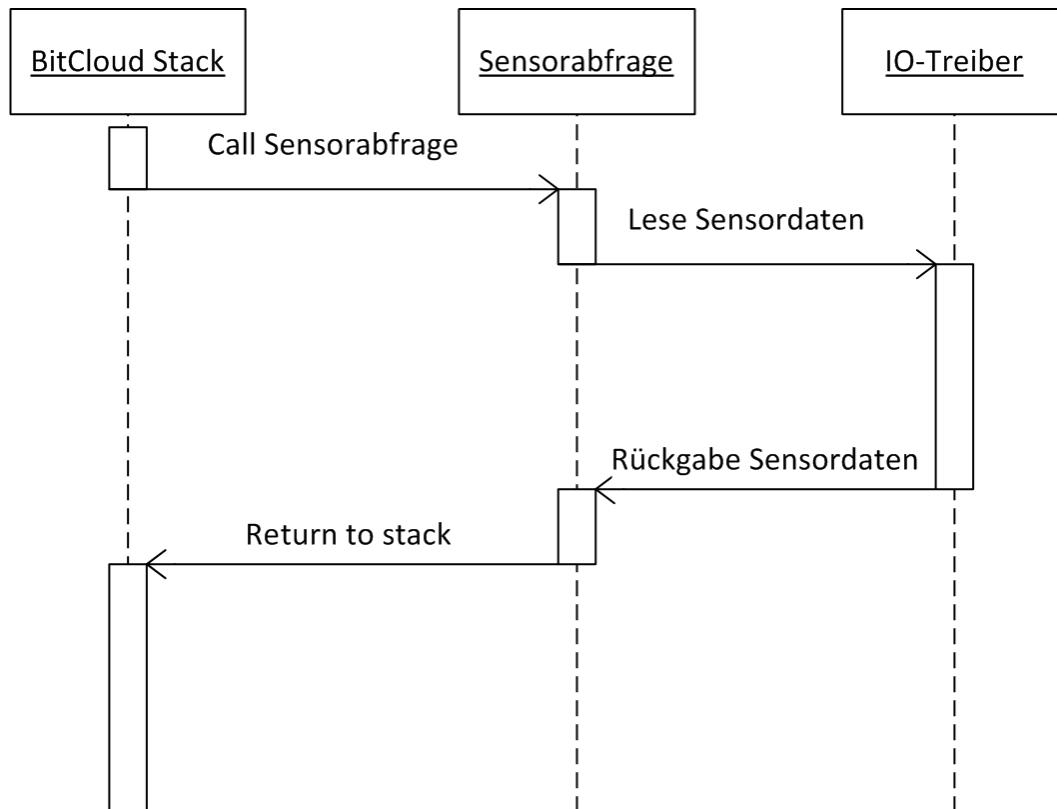 BitCloud Stack
Sensorabfrage
IO-Treiber
Call Sensorabfrage
Lese Sensordaten
Rückgabe Sensordaten
Return to stack